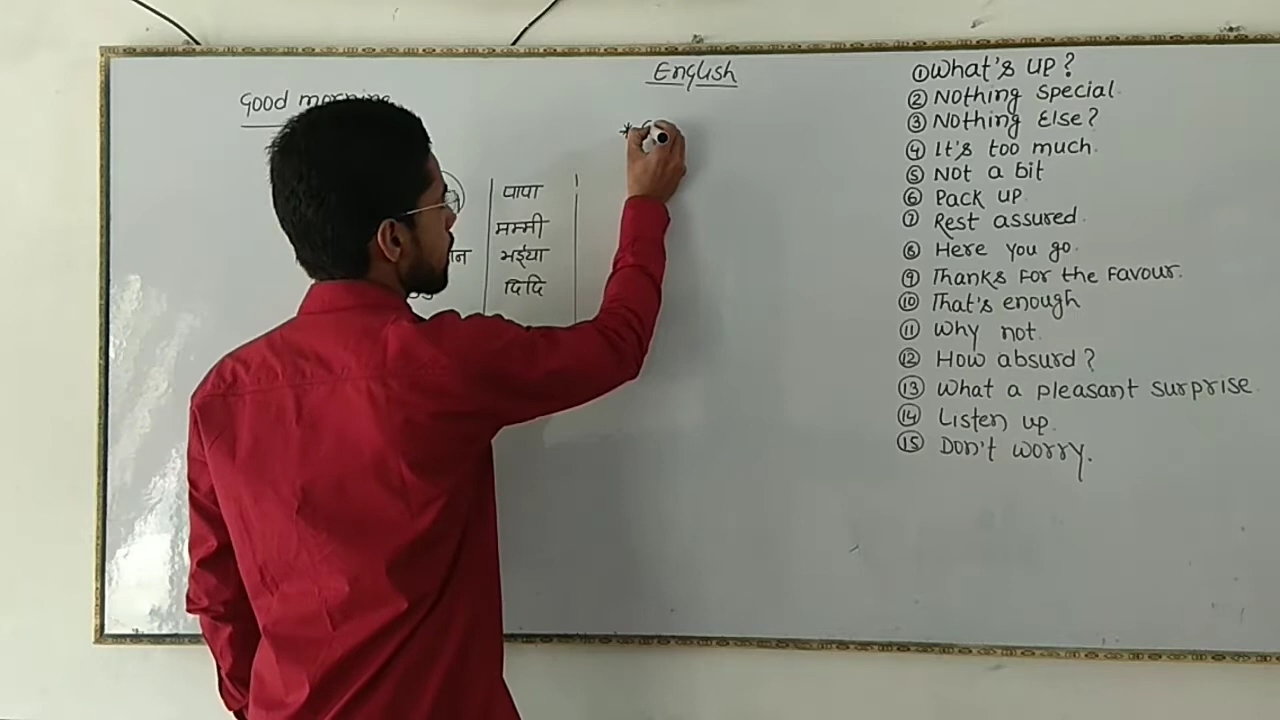 English
Good morning
पापा
मम्मी
भईया
दिदि
① What's up?
② Nothing special.
③ Nothing else?
④ It's too much.
⑤ Not a bit
⑥ Pack up.
⑦ Rest assured.
⑧ Here you go.
⑨ Thanks for the favour.
⑩ That's enough
⑪ Why not.
⑫ How absurd?
⑬ What a pleasant surprise.
⑭ Listen up.
⑮ Don't worry.